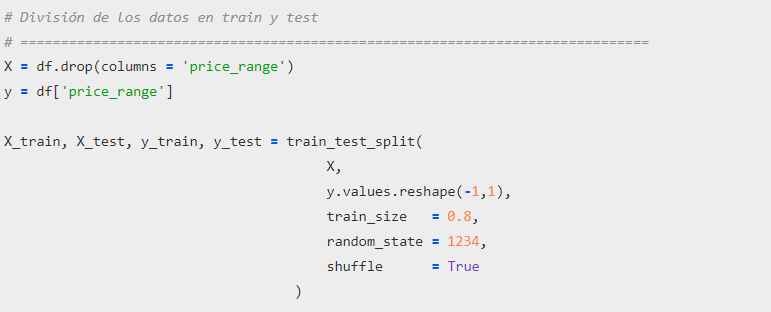 # División de los datos en train y test
# ==============================================================================
X = df.drop(columns = 'price_range')
y = df['price_range']

X_train, X_test, y_train, y_test = train_test_split(
                                        X,
                                        y.values.reshape(-1,1),
                                        train_size   = 0.8,
                                        random_state = 1234,
                                        shuffle      = True
                                    )